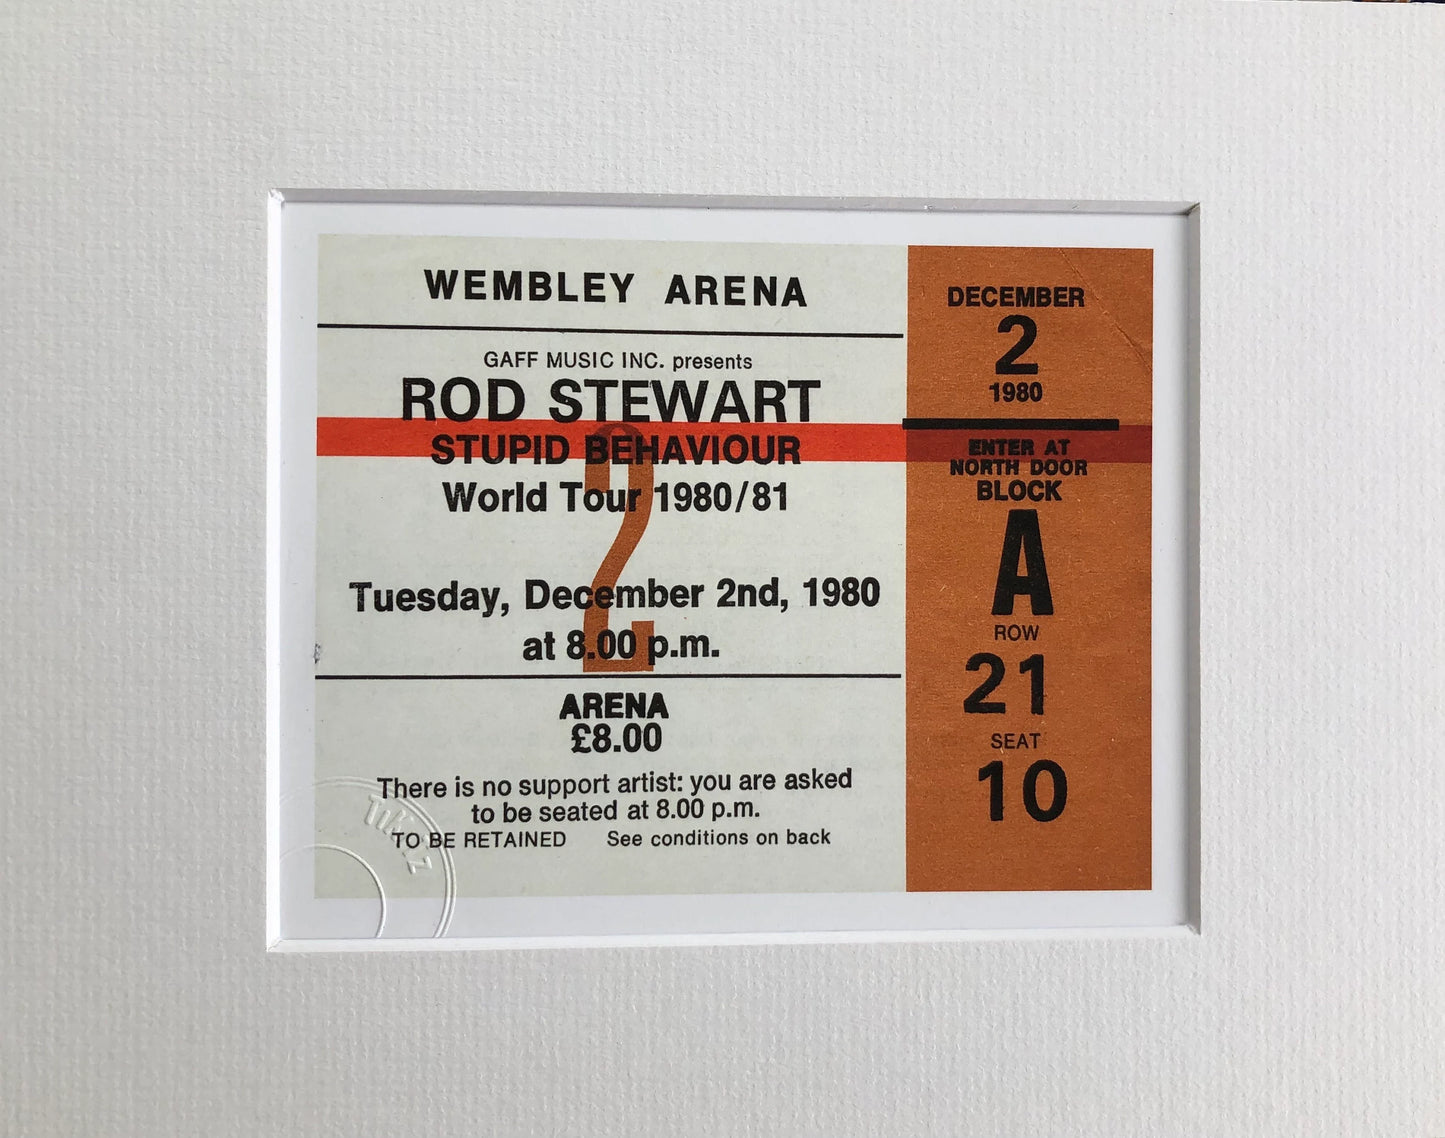 WEMBLEY ARENA
GAFF MUSIC INC. presents
ROD STEWART
STUPID BEHAVIOUR
World Tour 1980/81
2
Tuesday, December 2nd, 1980
at 8.00 p.m.
ARENA
£8.00
There is no support artist: you are asked
to be seated at 8.00 p.m.
TO BE RETAINED See conditions on back
DECEMBER
2
1980
ENTER AT
NORTH DOOR
BLOCK
A
ROW
21
SEAT
10